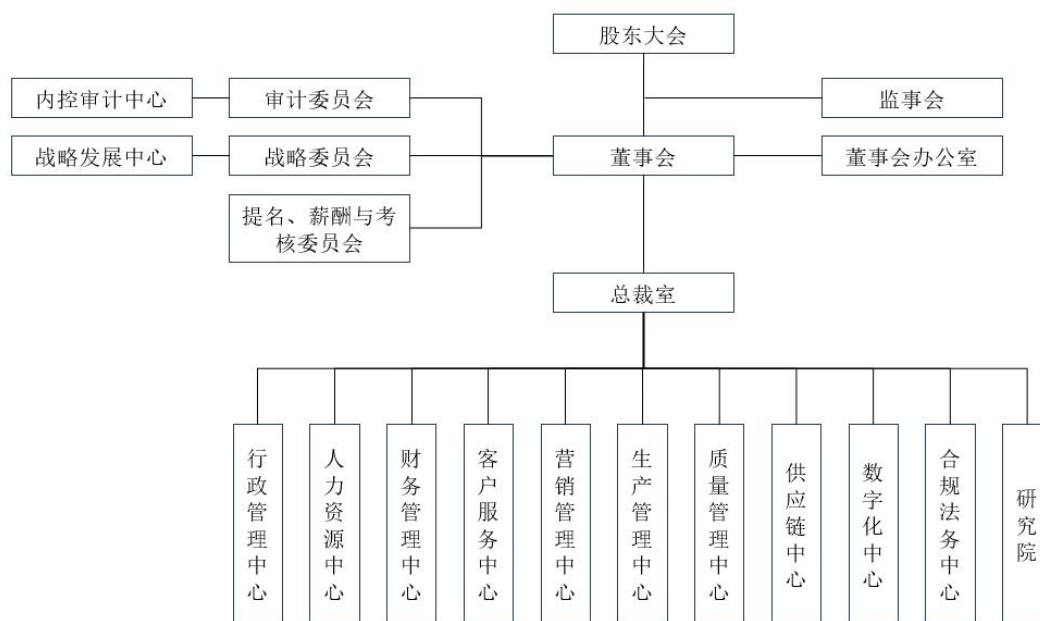 股东大会
内控审计中心
审计委员会
监事会
战略发展中心
战略委员会
董事会
董事会办公室
提名、薪酬与考
核委员会
总裁室
行政管理中心
人力资源中心
财务管理中心
客户服务中心
营销管理中心
生产管理中心
质量管理中心
供应链中心
数字化中心
合规法务中心
研究院